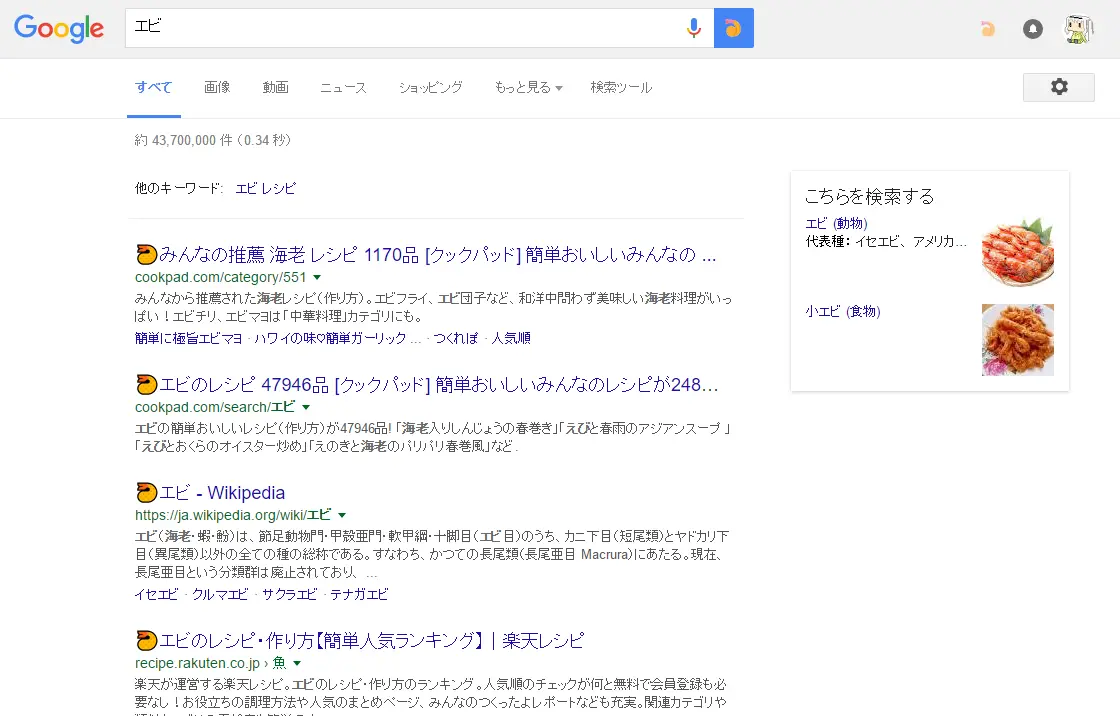 Google
エビ
すべて 画像 動画 ニュース ショッピング もっと見る 検索ツール
約 43,700,000 件 (0.34 秒)
他のキーワード: エビ レシピ
みんなの推薦 海老 レシピ 1170品 [クックパッド] 簡単おいしいみんなの ...
cookpad.com/category/551
みんなから推薦された海老レシピ(作り方)。エビフライ、エビ団子など、和洋中問わず美味しい海老料理がいっ
ぱい！エビチリ、エビマヨは「中華料理」カテゴリにも。
簡単に極旨エビマヨ · ハワイの味♡簡単ガーリック ... · つくれぽ · 人気順
エビのレシピ 47946品 [クックパッド] 簡単おいしいみんなのレシピが248...
cookpad.com/search/エビ
エビの簡単おいしいレシピ(作り方)が47946品! 「海老入りしんじょうの春巻き」「えびと春雨のアジアンスープ 」
「えびとおくらのオイスター炒め」「えのきと海老のパリパリ春巻風」など.
エビ - Wikipedia
https://ja.wikipedia.org/wiki/エビ
エビ(海老・蝦・魵)は、節足動物門・甲殻亜門・軟甲綱・十脚目(エビ目)のうち、カニ下目(短尾類)とヤドカリ下
目(異尾類)以外の全ての種の総称である。すなわち、かつての長尾類(長尾亜目 Macrura)にあたる。現在、
長尾亜目という分類群は廃止されており、 ...
イセエビ · クルマエビ · サクラエビ · テナガエビ
エビのレシピ・作り方【簡単人気ランキング】｜楽天レシピ
recipe.rakuten.co.jp › 魚
楽天が運営する楽天レシピ。エビのレシピ・作り方のランキング。人気順のチェックが何と無料で会員登録も必
要なし！お役立ちの調理方法や人気のまとめページ、みんなのつくったよレポートなども充実。関連カテゴリや
こちらを検索する
エビ (動物)
代表種: イセエビ、アメリカ...
小エビ (食物)